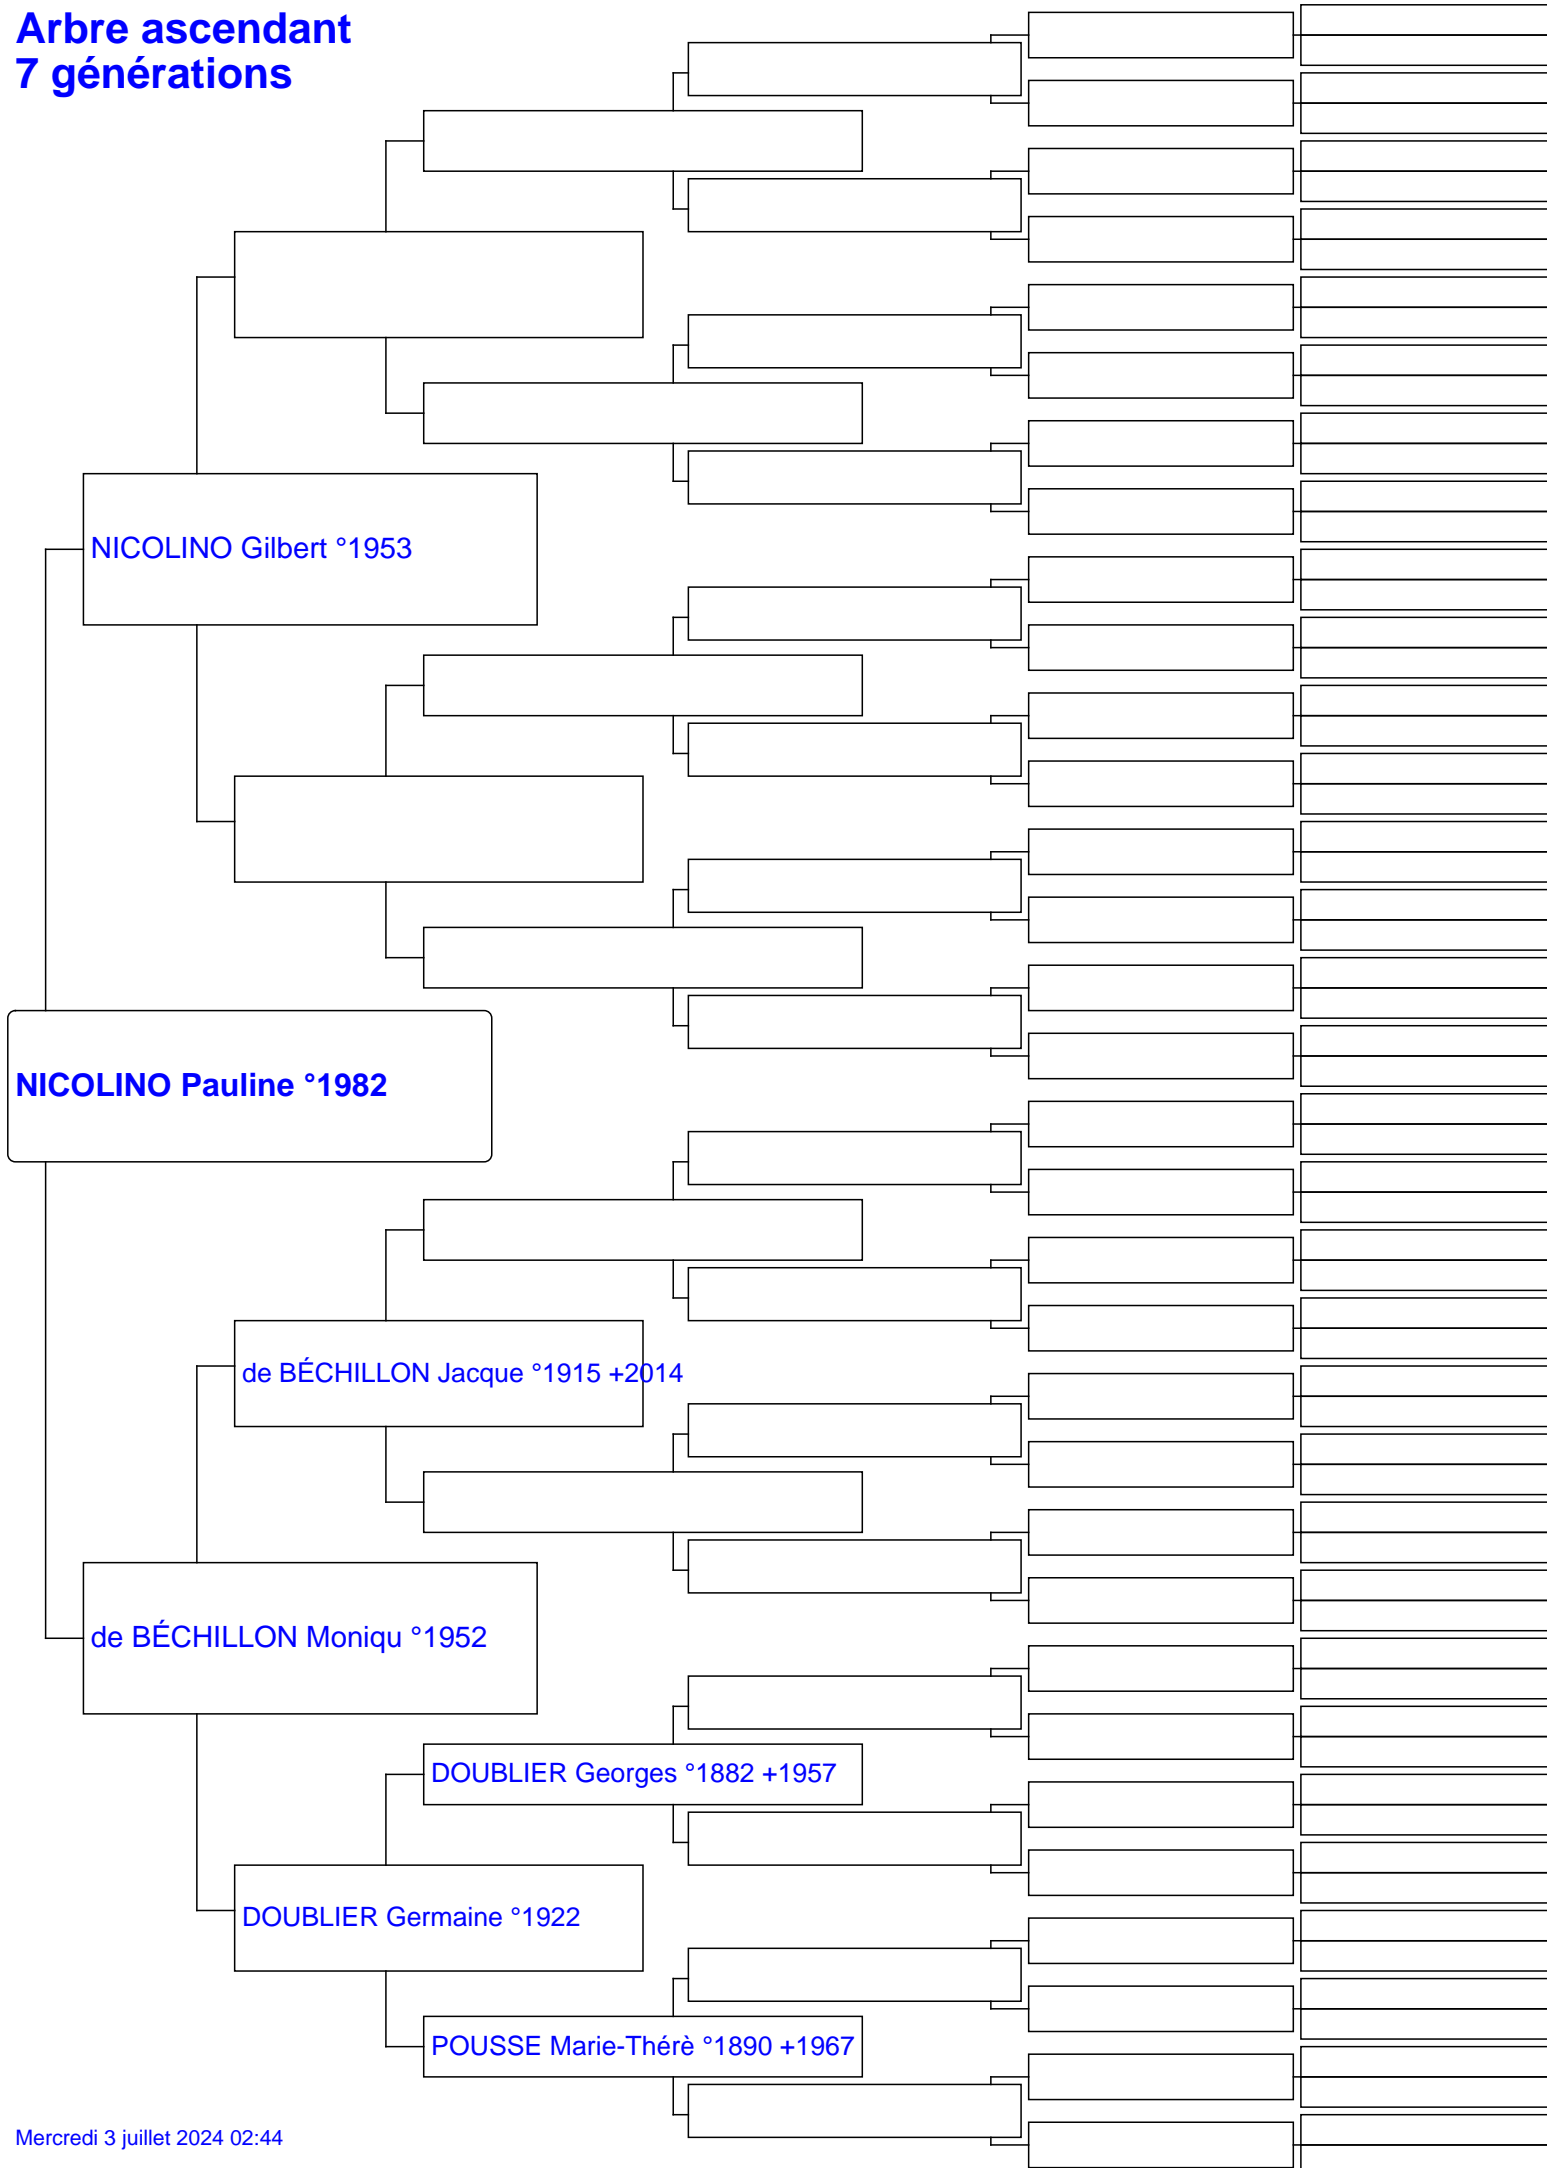 Arbre ascendant
7 générations
NICOLINO Gilbert °1953
NICOLINO Pauline °1982
de BÉCHILLON Jacque °1915 +2014
de BÉCHILLON Moniqu °1952
DOUBLIER Georges °1882 +1957
DOUBLIER Germaine °1922
POUSSE Marie-Thérè °1890 +1967
Mercredi 3 juillet 2024 02:44